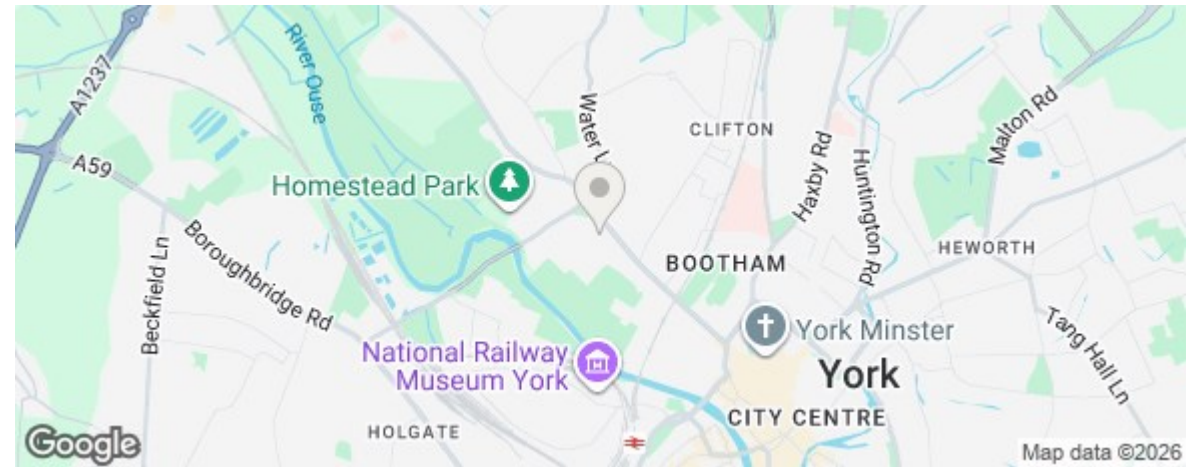 A1237
River Ouse
Water L
CLIFTON
Malton Rd
A59
Homestead Park
Haxby Rd
Huntington Rd
Beckfield Ln
Boroughbridge Rd
BOOTHAM
HEWORTH
York Minster
Tang Hall Ln
National Railway
Museum York
York
HOLGATE
CITY CENTRE
Google
Map data ©2026